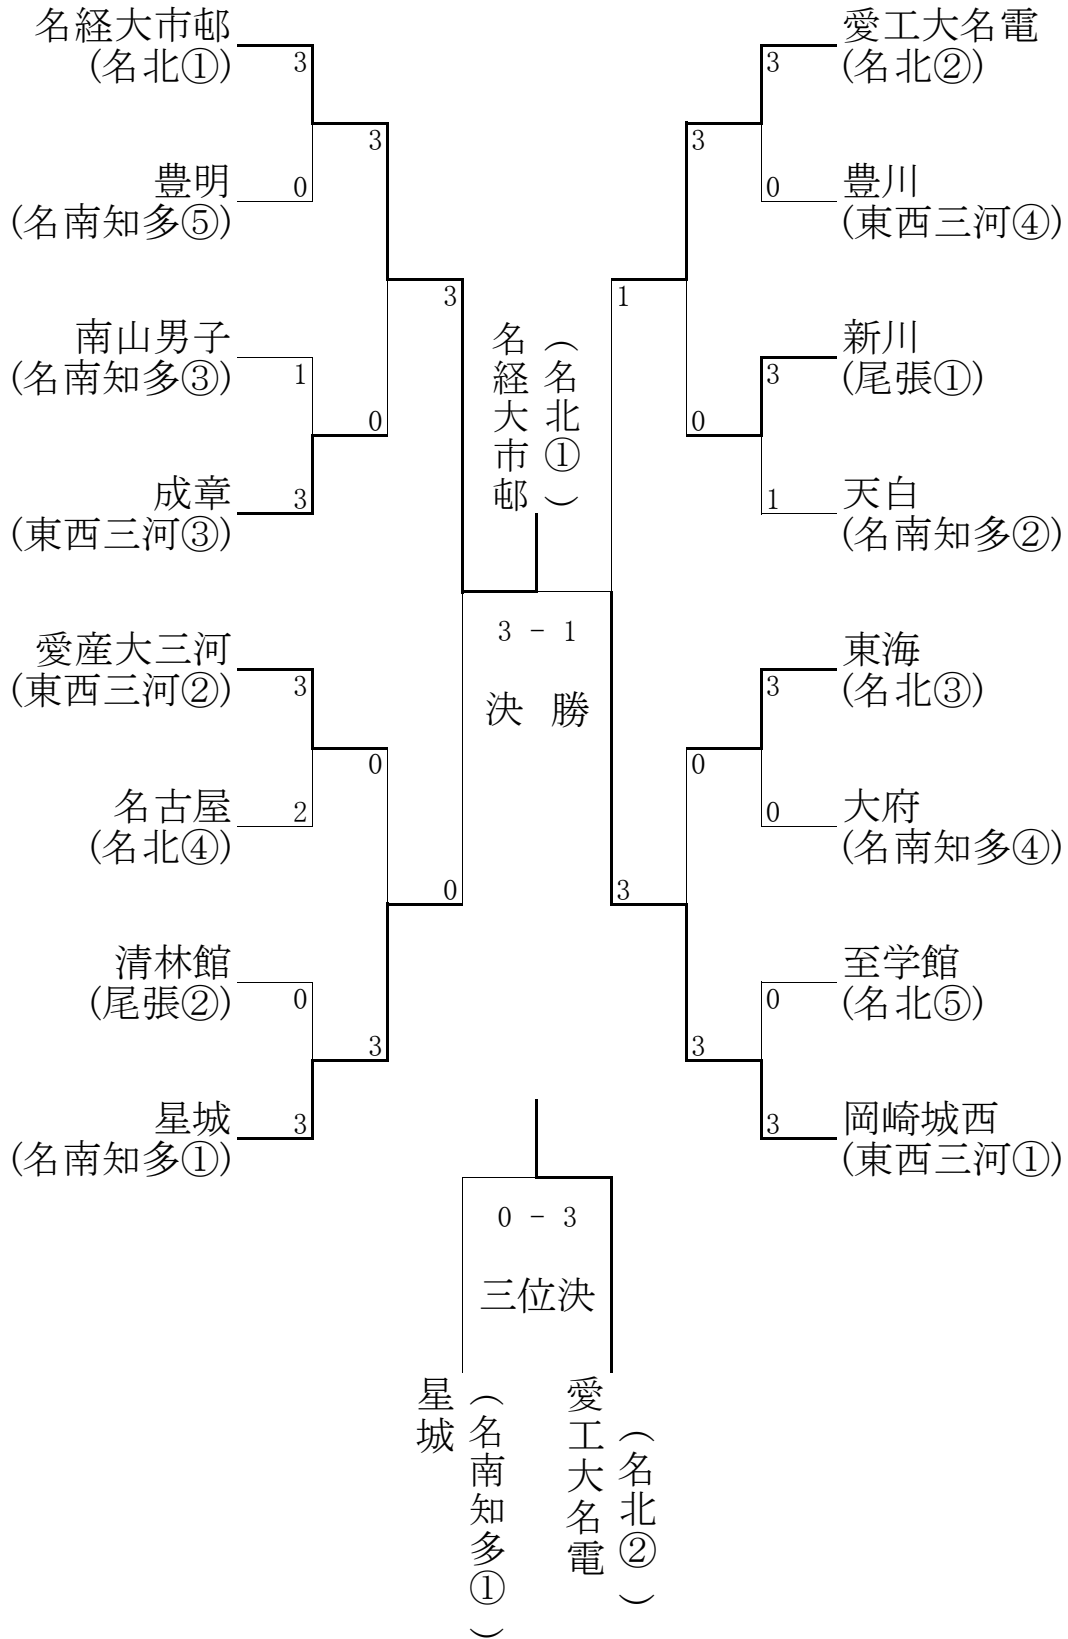 名経大市邨
(名北①)
3
3
豊明
(名南知多⑤)
0
3
南山男子
(名南知多③)
1
0
成章
(東西三河③)
3
愛産大三河
(東西三河②)
3
0
名古屋
(名北④)
2
0
清林館
(尾張②)
0
3
星城
(名南知多①)
3
名経大市邨
(名北①)
3 - 1
決 勝
愛工大名電
(名北②)
3
3
豊川
(東西三河④)
0
1
新川
(尾張①)
3
0
天白
(名南知多②)
1
東海
(名北③)
3
0
大府
(名南知多④)
0
3
至学館
(名北⑤)
0
3
岡崎城西
(東西三河①)
3
0 - 3
三位決
星城
(名南知多①)
愛工大名電
(名北②)